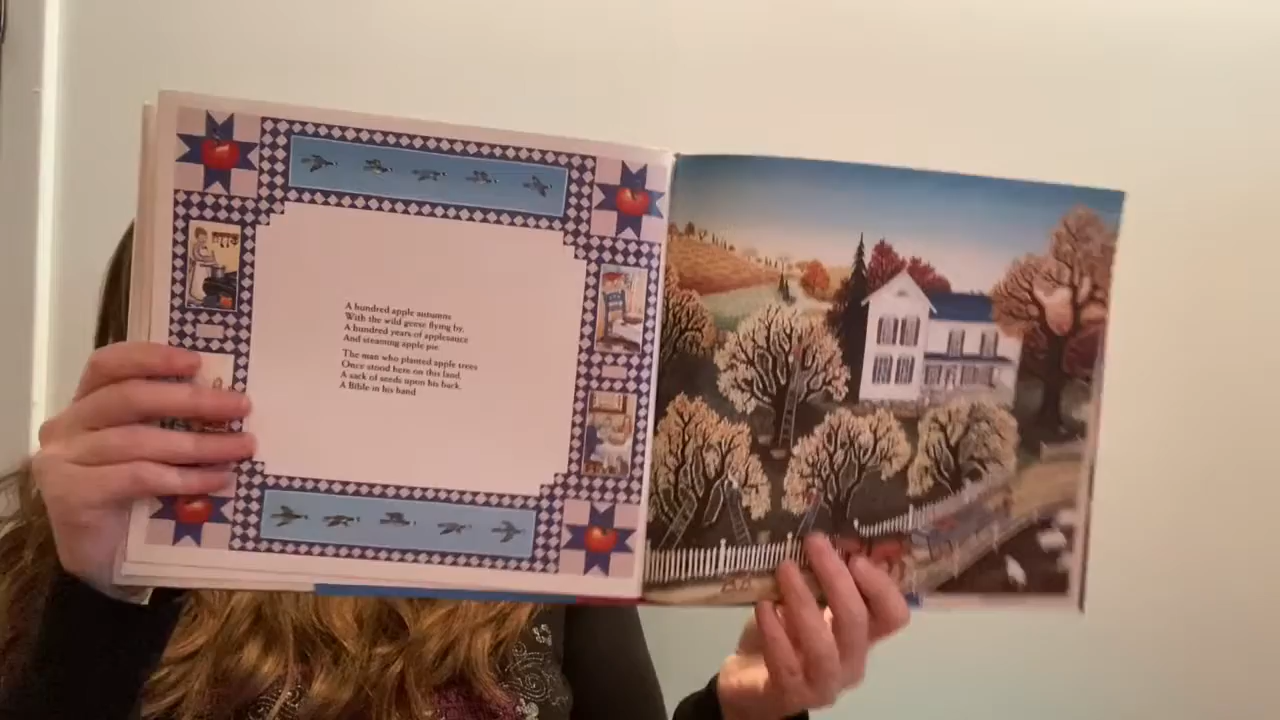 A hundred apple autumns
With the wild geese flying by,
A hundred years of applesauce
And steaming apple pie.
The man who planted apple trees
Once stood here on this land,
A sack of seeds upon his back,
A Bible in his hand